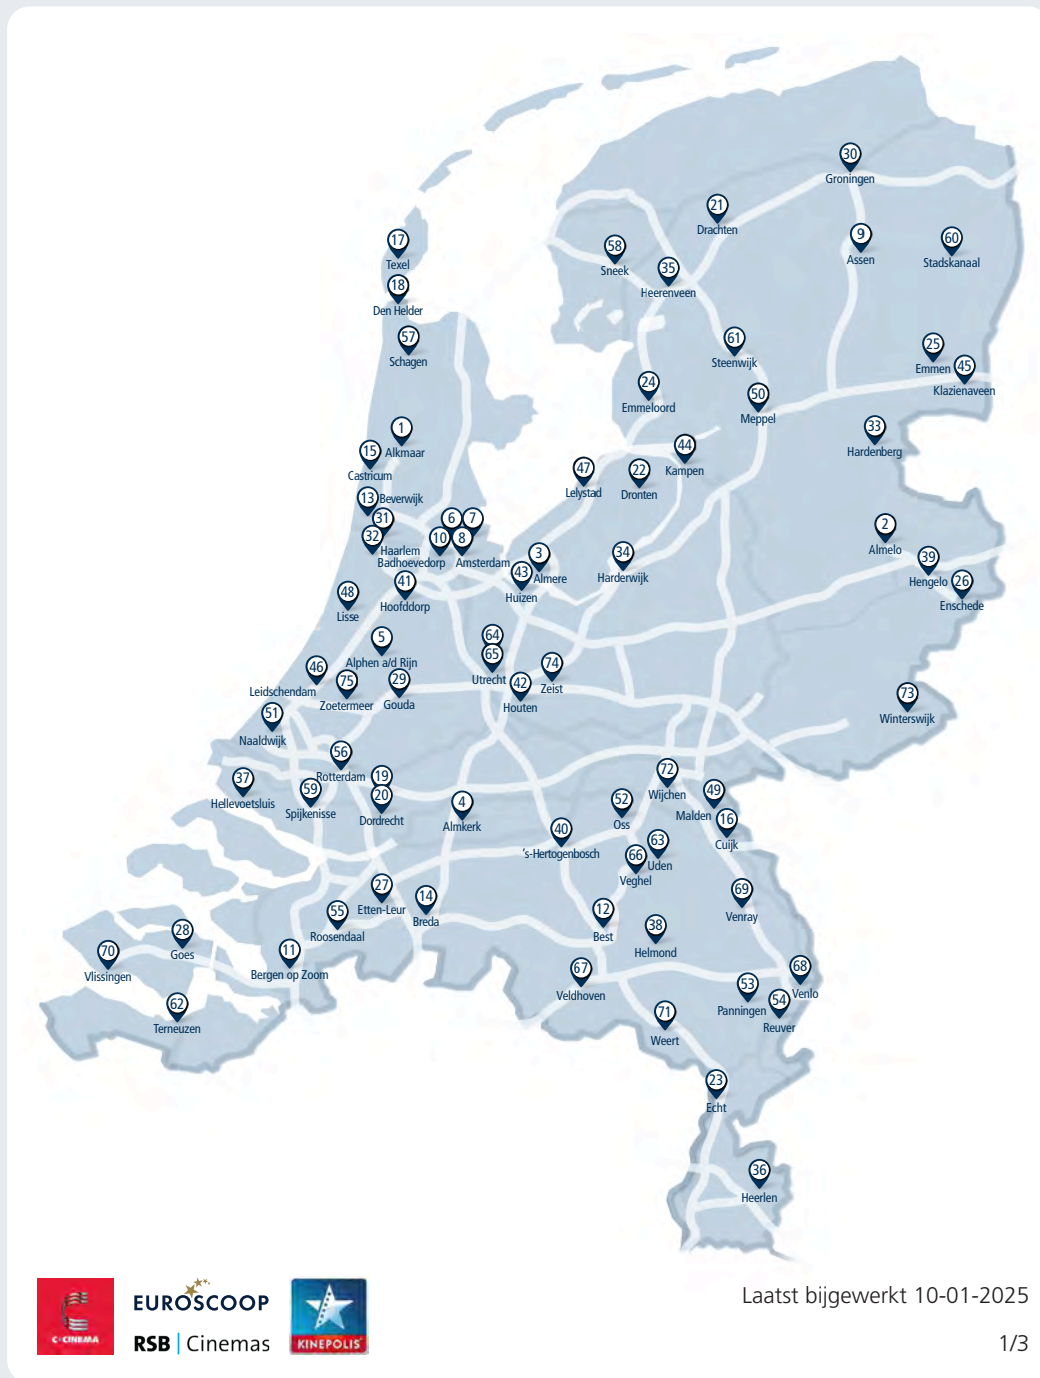 30
Groningen
21
Drachten
9
Assen
60
Stadskanaal
17
Texel
58
Sneek
35
Heerenveen
18
Den Helder
57
Schagen
61
Steenwijk
25
Emmen
45
Klazienaveen
24
Emmeloord
50
Meppel
1
Alkmaar
33
Hardenberg
15
Castricum
44
Kampen
47
Lelystad
22
Dronten
13
Beverwijk
31
32
Haarlem
6
7
10
8
Badhoevedorp
Amsterdam
2
Almelo
3
Almere
34
Harderwijk
39
Hengelo
43
Huizen
26
Enschede
41
Hoofddorp
48
Lisse
5
Alphen a/d Rijn
64
65
Utrecht
74
Zeist
46
Leidschendam
75
Zoetermeer
29
Gouda
42
Houten
73
Winterswijk
51
Naaldwijk
56
Rotterdam
37
Hellevoetsluis
59
Spijkenisse
19
20
Dordrecht
72
Wijchen
49
Malden
52
Oss
4
Almkerk
16
Cuijk
40
's-Hertogenbosch
63
Uden
66
Veghel
27
Etten-Leur
14
Breda
69
Venray
55
Roosendaal
12
Best
38
Helmond
28
Goes
70
Vlissingen
11
Bergen op Zoom
67
Veldhoven
68
Venlo
53
Panningen
54
Reuver
62
Terneuzen
71
Weert
23
Echt
36
Heerlen
C-CINEMA
EUROSCOOP
RSB | Cinemas
KINEPOLIS
Laatst bijgewerkt 10-01-2025
1/3